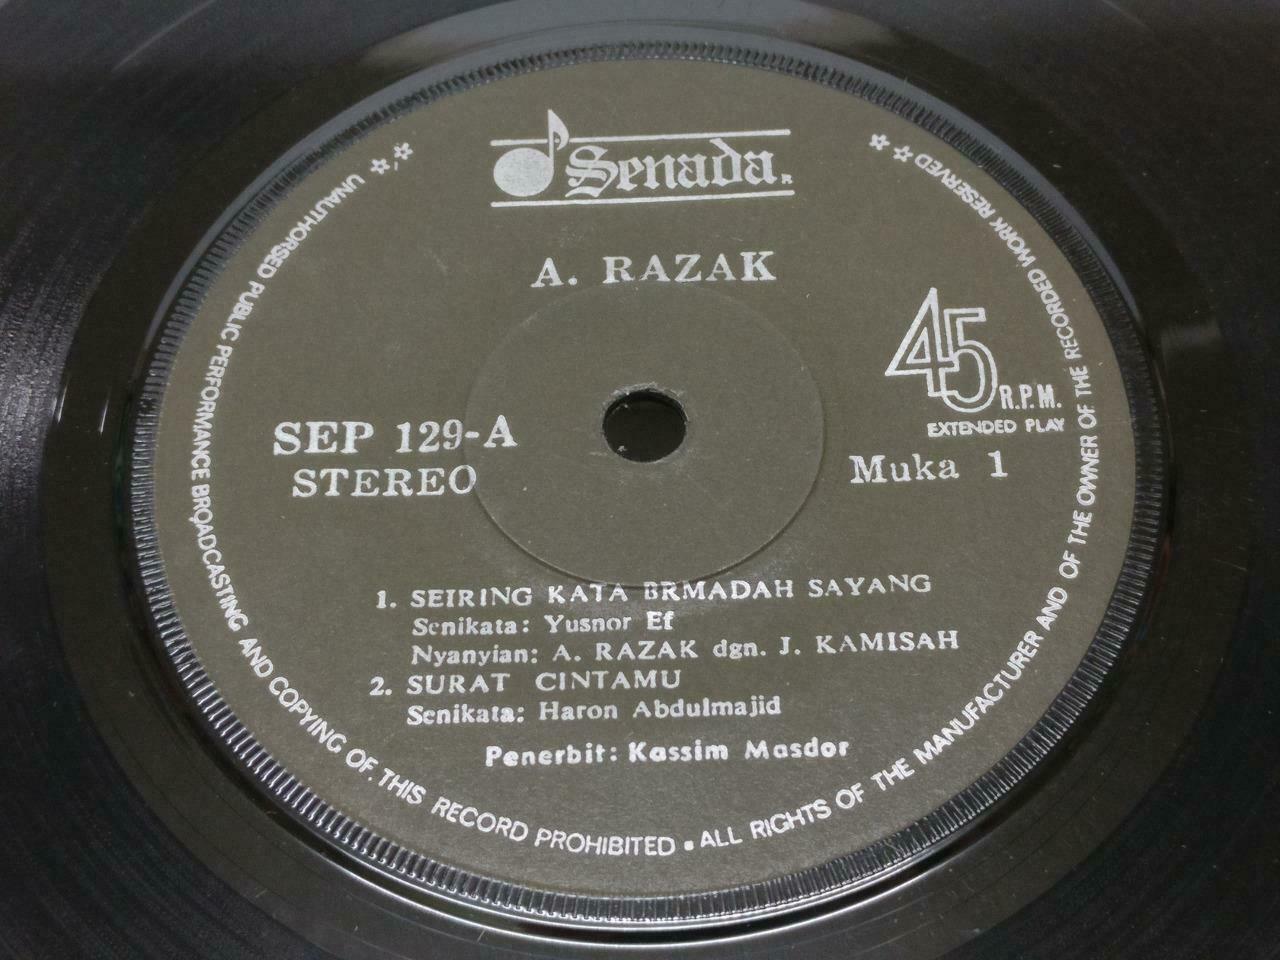 Senada
A. RAZAK
45
R.P.M.
EXTENDED PLAY
SEP 129-A
STEREO
Muka 1
1. SEIRING KATA BRMADAH SAYANG
Senikata: Yusnor Ef
Nyanyian: A. RAZAK dgn. J. KAMISAH
2. SURAT CINTAMU
Senikata: Haron Abdulmajid
Penerbit: Kassim Masdor
UNAUTHORSED PUBLIC PERFORMANCE BROADCASTING AND COPYING OF. THIS RECORD PROHIBITED • ALL RIGHTS OF THE MANUFACTURER AND OF THE OWNER OF THE RECORDED WORK RESERVED